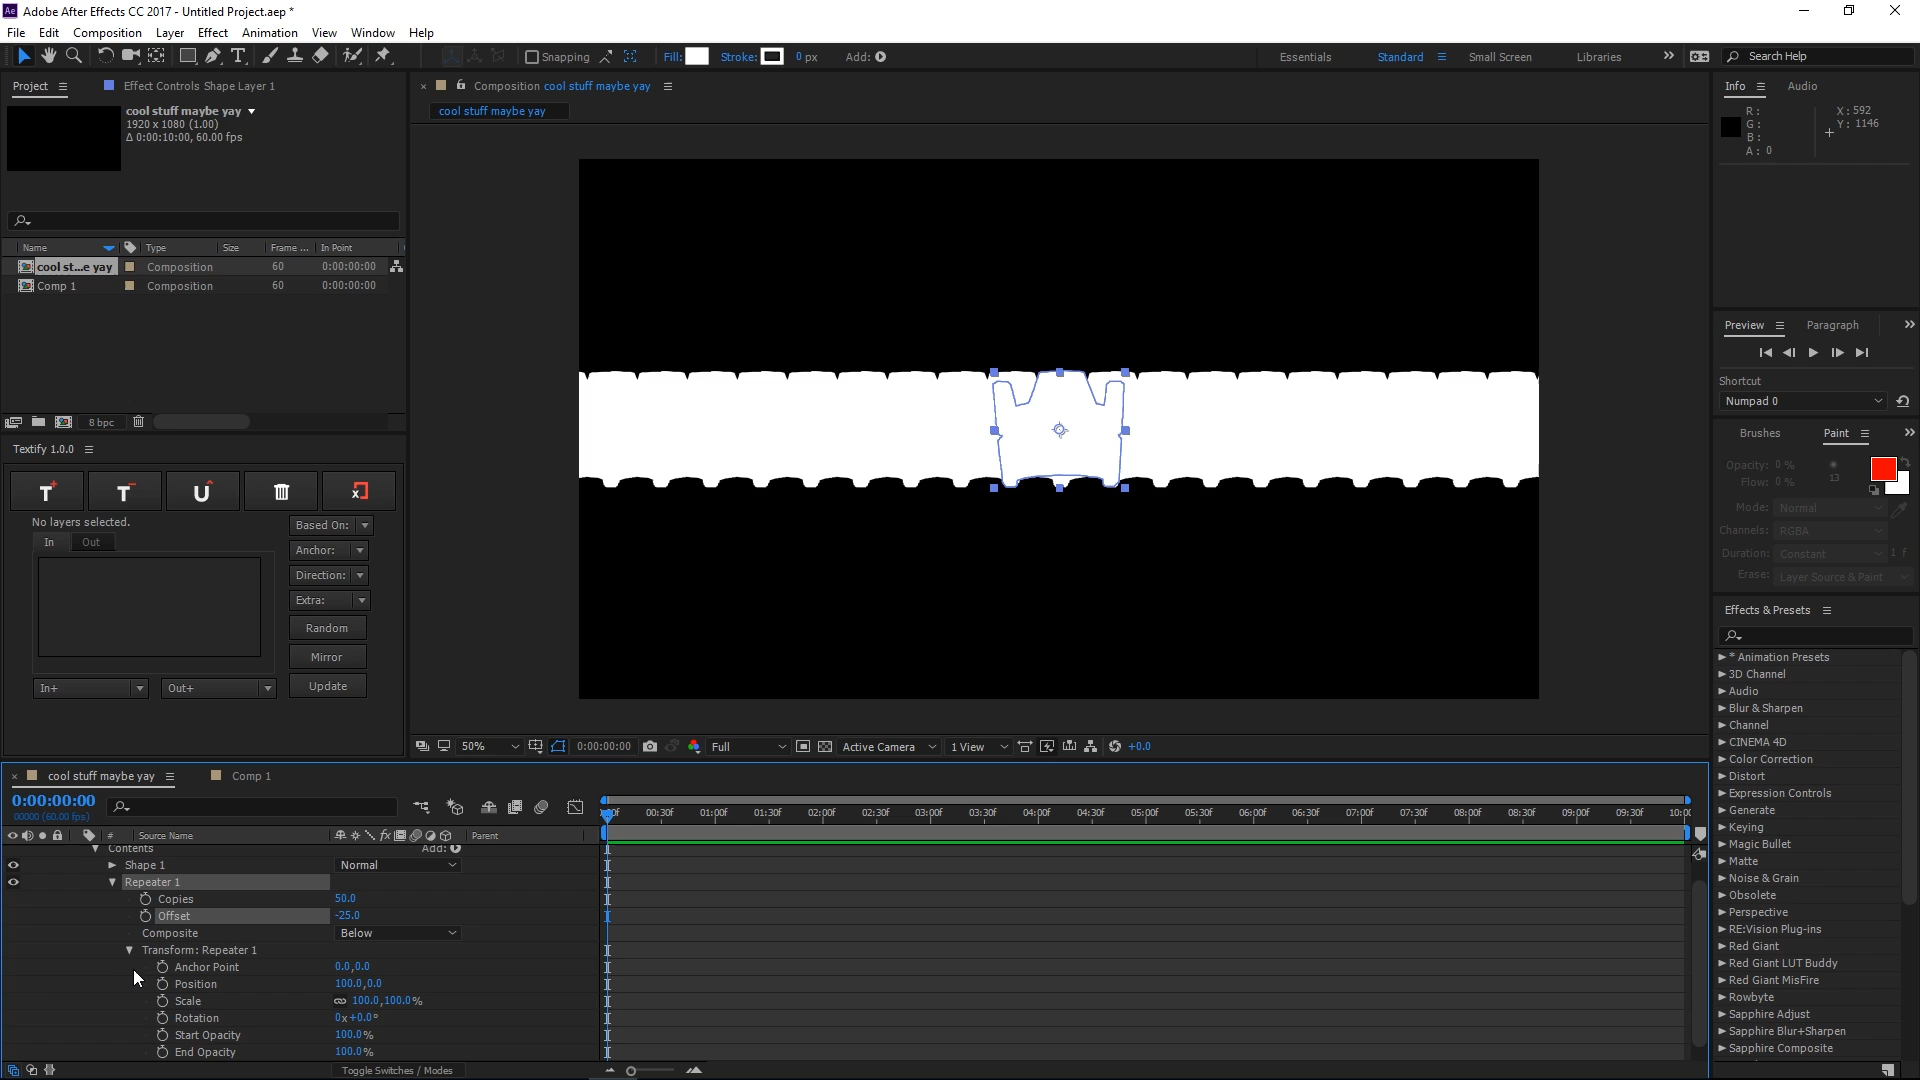 Ae Adobe After Effects CC 2017 - Untitled Project.aep *
File Edit Composition Layer Effect Animation View Window Help
Snapping Fill: Stroke: 0 px Add: Essentials Standard Small Screen Libraries Search Help
Project Effect Controls Shape Layer 1
cool stuff maybe yay
1920 x 1080 (1.00)
Δ 0:00:10:00, 60.00 fps
Name Type Size Frame ... In Point
cool st...e yay Composition 60 0:00:00:00
Comp 1 Composition 60 0:00:00:00
8 bpc
Textify 1.0.0
T+ T- U x
No layers selected.
In Out
Based On:
Anchor:
Direction:
Extra:
Random
Mirror
Update
In+ Out+
Composition cool stuff maybe yay
cool stuff maybe yay
50% 0:00:00:00 Full Active Camera 1 View +0.0
Info Audio
R: X: 592
G: Y: 1146
B:
A: 0
Preview Paragraph
Shortcut
Numpad 0
Brushes Paint
Opacity: 0 %
Flow: 0 % 13
Mode: Normal
Channels: RGBA
Duration: Constant 1 f
Erase: Layer Source & Paint
Effects & Presets
* Animation Presets
3D Channel
Audio
Blur & Sharpen
Channel
CINEMA 4D
Color Correction
Distort
Expression Controls
Generate
Keying
Magic Bullet
Matte
Noise & Grain
Obsolete
Perspective
RE:Vision Plug-ins
Red Giant
Red Giant LUT Buddy
Red Giant MisFire
Rowbyte
Sapphire Adjust
Sapphire Blur+Sharpen
Sapphire Composite
cool stuff maybe yay Comp 1
0:00:00:00
00000 (60.00 fps)
00:30f 01:00f 01:30f 02:00f 02:30f 03:00f 03:30f 04:00f 04:30f 05:00f 05:30f 06:00f 06:30f 07:00f 07:30f 08:00f 08:30f 09:00f 09:30f 10:00
# Source Name fx Parent
Contents Add:
Shape 1 Normal
Repeater 1
Copies 50.0
Offset -25.0
Composite Below
Transform: Repeater 1
Anchor Point 0.0,0.0
Position 100.0,0.0
Scale 100.0,100.0%
Rotation 0x+0.0°
Start Opacity 100.0%
End Opacity 100.0%
Toggle Switches / Modes